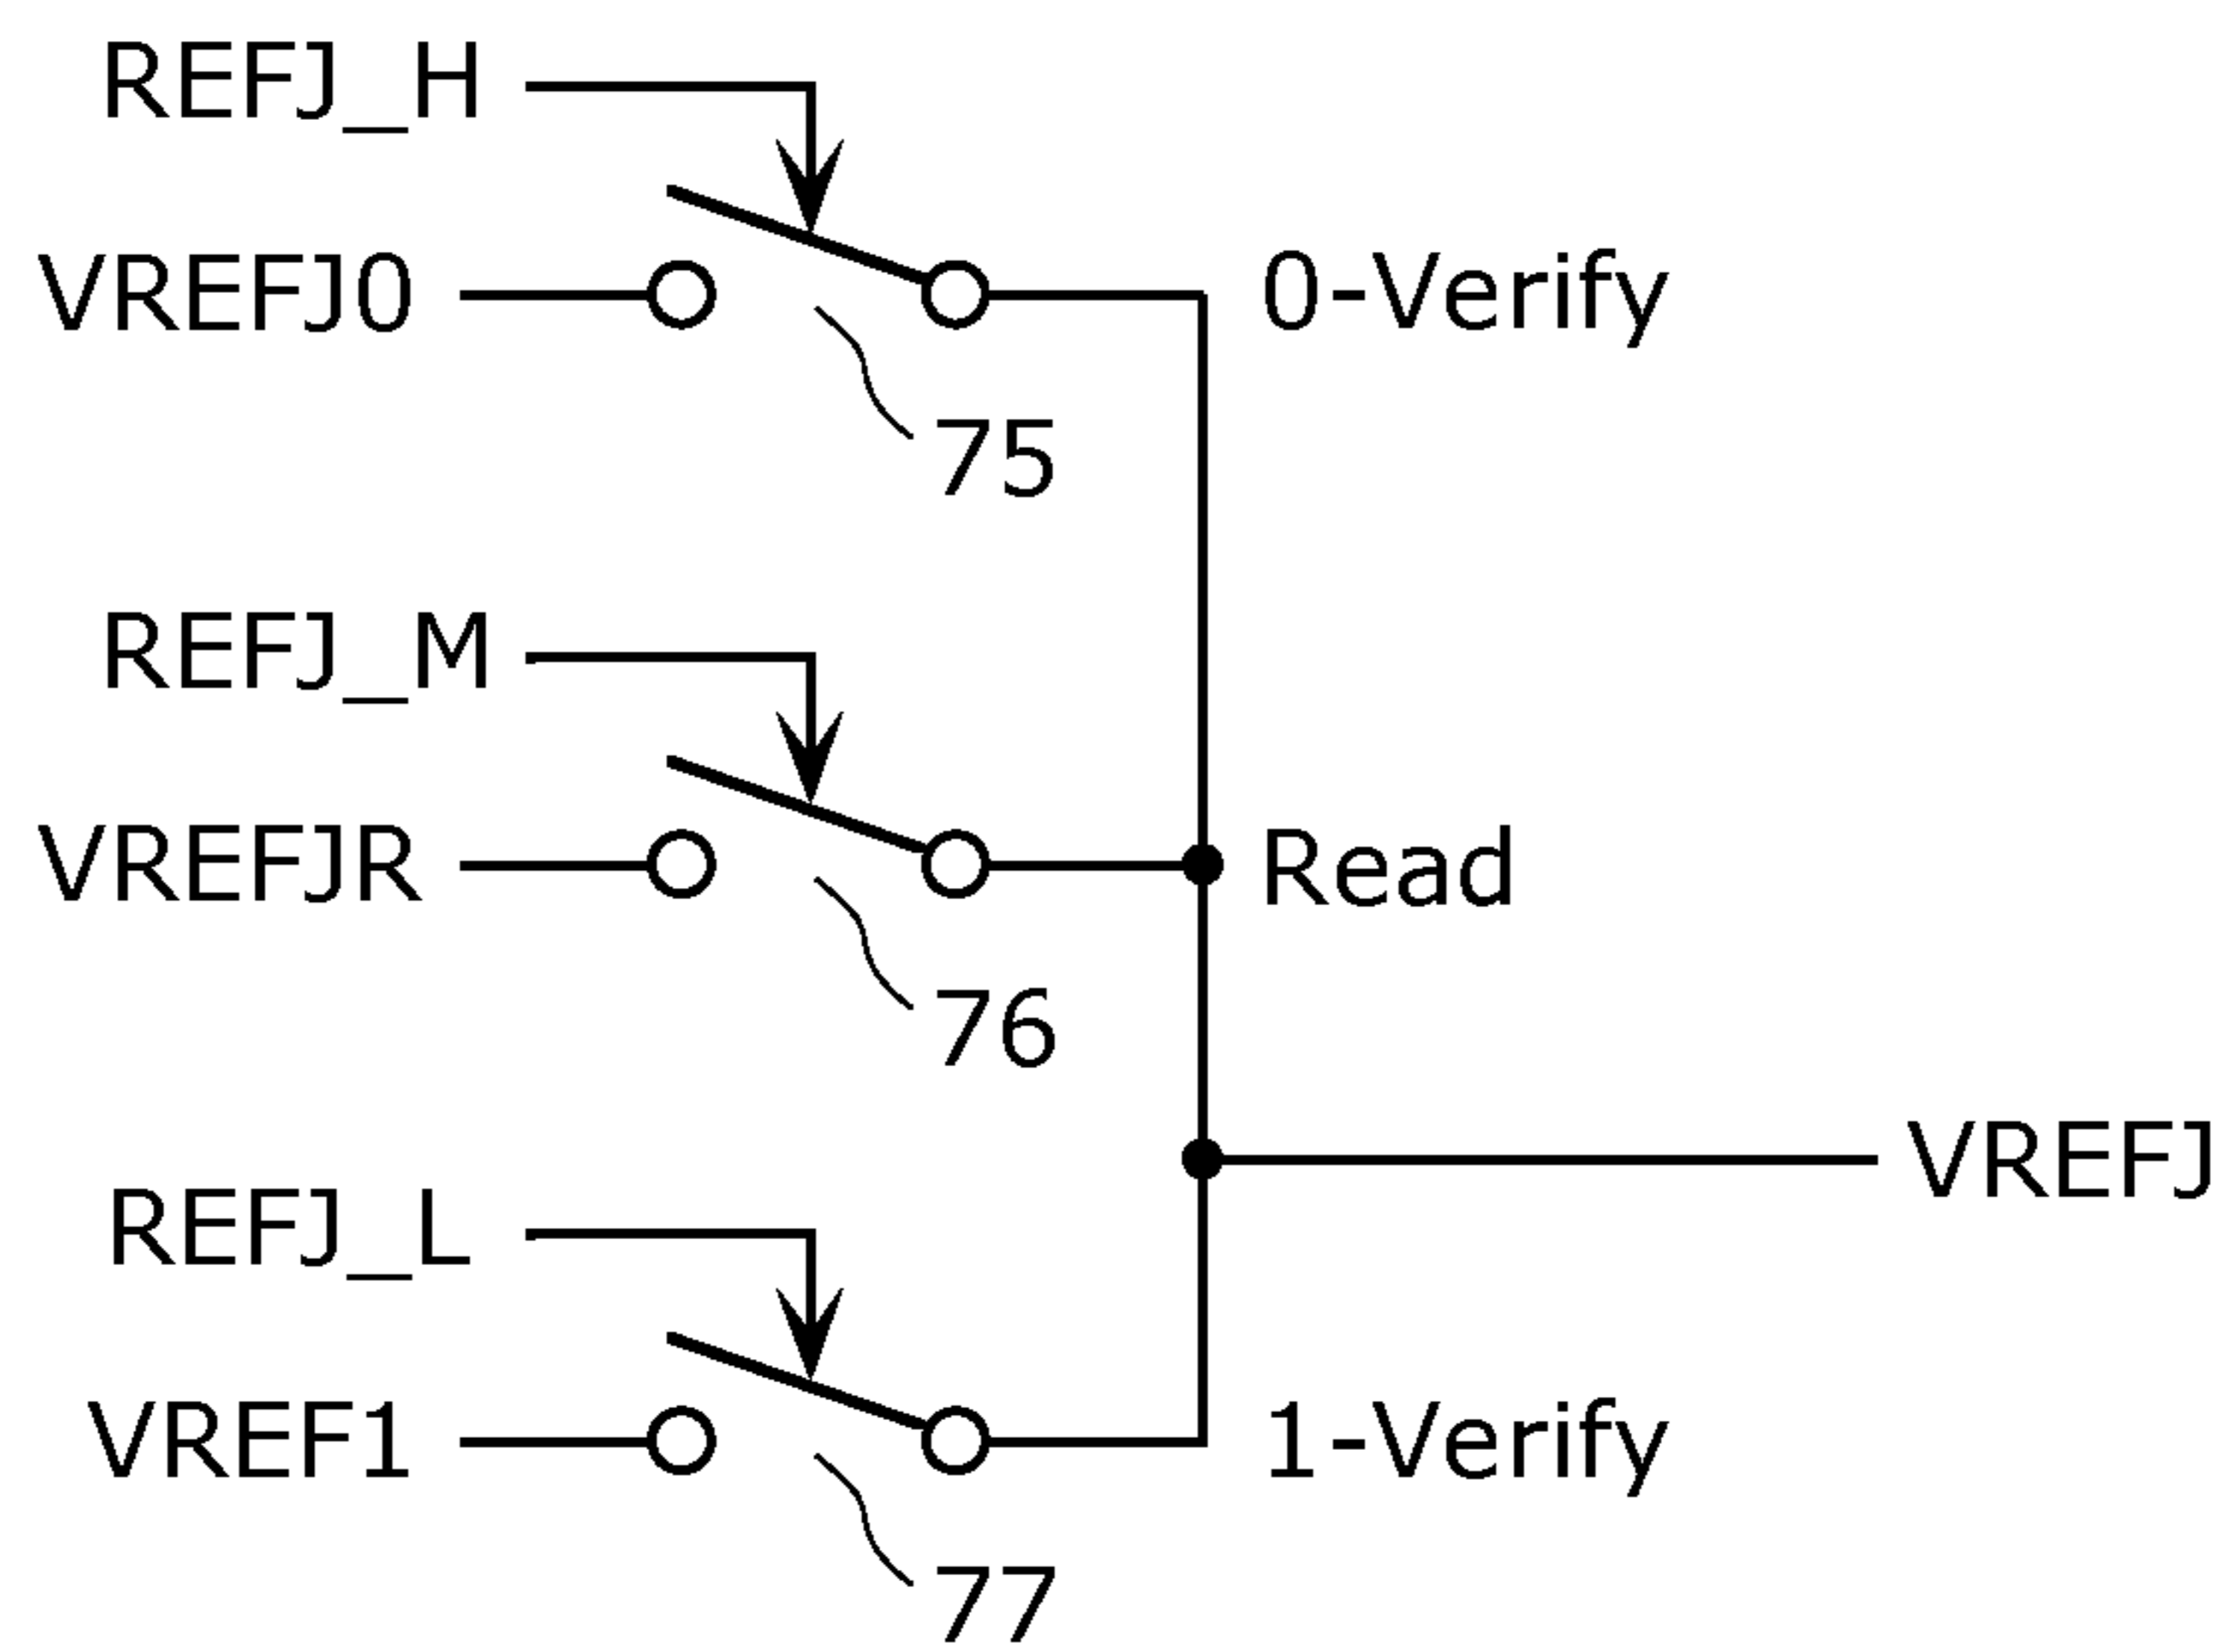 REFJ_H
VREFJ0
0-Verify
75
REFJ_M
VREFJR
Read
76
VREFJ
REFJ_L
VREF1
1-Verify
77